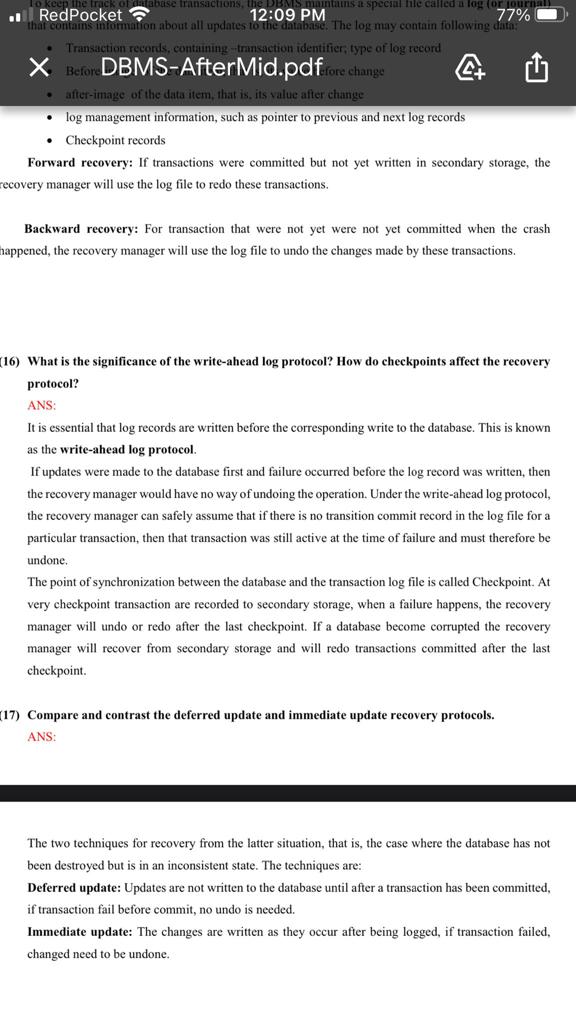 To keep the track of database transactions, the DBMS maintains a special file called a log (or journal)
RedPocket 12:09 PM 77%
that contains information about all updates to the database. The log may contain following data:
• Transaction records, containing –transaction identifier; type of log record
DBMS-AfterMid.pdf
• Before efore change
• after-image of the data item, that is, its value after change
• log management information, such as pointer to previous and next log records
• Checkpoint records
Forward recovery: If transactions were committed but not yet written in secondary storage, the
recovery manager will use the log file to redo these transactions.
Backward recovery: For transaction that were not yet were not yet committed when the crash
happened, the recovery manager will use the log file to undo the changes made by these transactions.
(16) What is the significance of the write-ahead log protocol? How do checkpoints affect the recovery
protocol?
ANS:
It is essential that log records are written before the corresponding write to the database. This is known
as the write-ahead log protocol.
If updates were made to the database first and failure occurred before the log record was written, then
the recovery manager would have no way of undoing the operation. Under the write-ahead log protocol,
the recovery manager can safely assume that if there is no transition commit record in the log file for a
particular transaction, then that transaction was still active at the time of failure and must therefore be
undone.
The point of synchronization between the database and the transaction log file is called Checkpoint. At
very checkpoint transaction are recorded to secondary storage, when a failure happens, the recovery
manager will undo or redo after the last checkpoint. If a database become corrupted the recovery
manager will recover from secondary storage and will redo transactions committed after the last
checkpoint.
(17) Compare and contrast the deferred update and immediate update recovery protocols.
ANS:
The two techniques for recovery from the latter situation, that is, the case where the database has not
been destroyed but is in an inconsistent state. The techniques are:
Deferred update: Updates are not written to the database until after a transaction has been committed,
if transaction fail before commit, no undo is needed.
Immediate update: The changes are written as they occur after being logged, if transaction failed,
changed need to be undone.